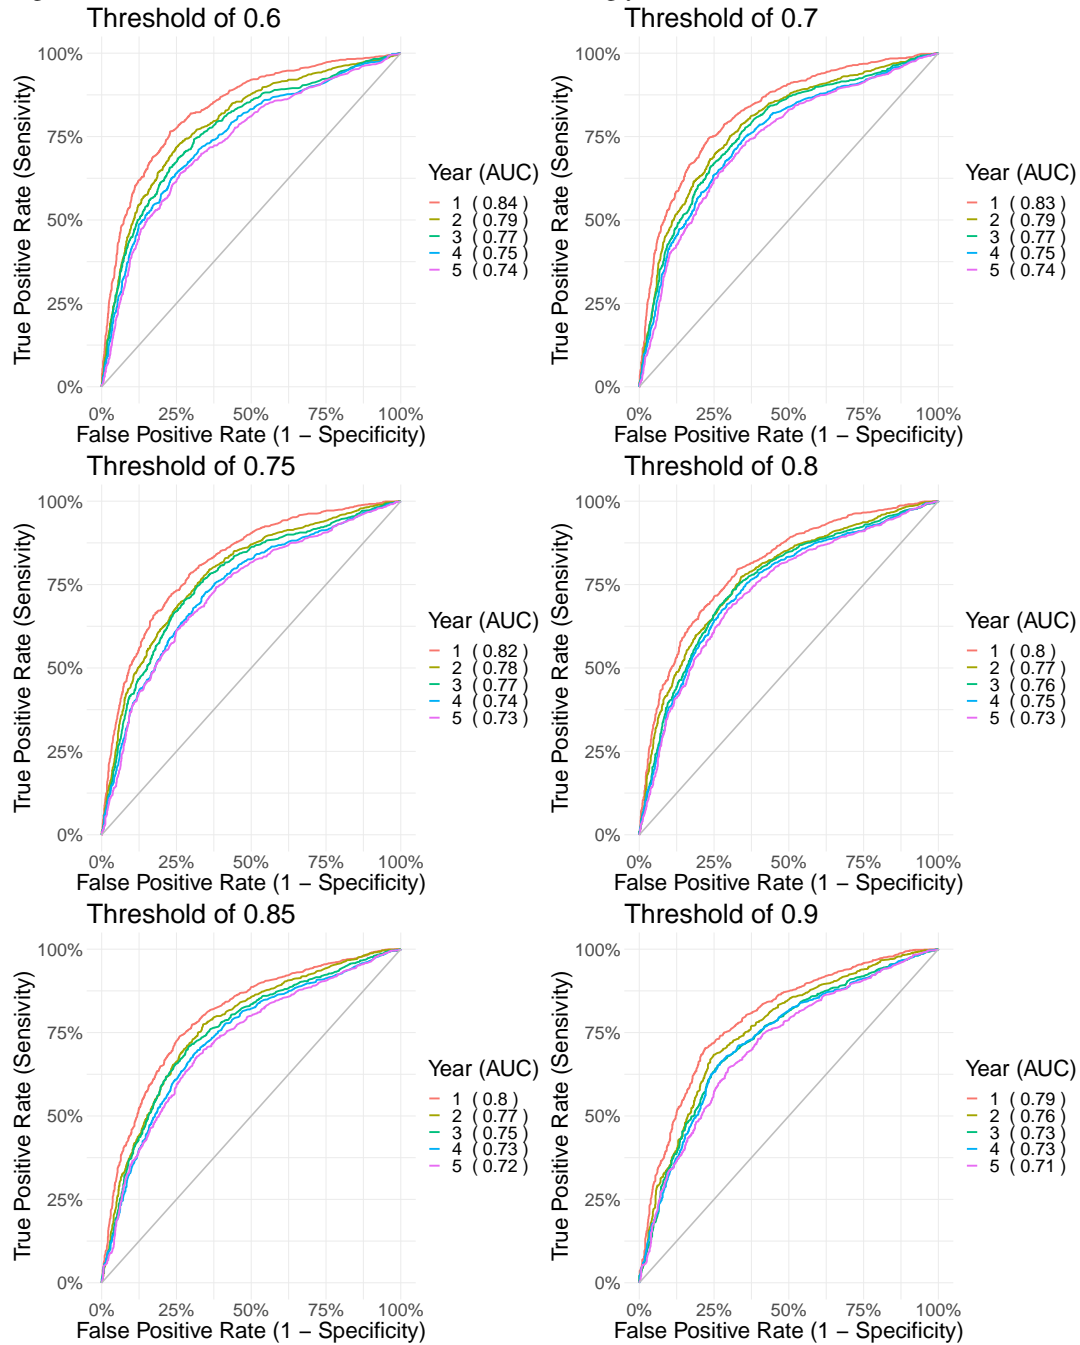 Threshold of 0.6
True Positive Rate (Sensivity)
100%
75%
50%
25%
0%
0% 25% 50% 75% 100%
False Positive Rate (1 − Specificity)
Year (AUC)
1 ( 0.84 )
2 ( 0.79 )
3 ( 0.77 )
4 ( 0.75 )
5 ( 0.74 )
Threshold of 0.7
True Positive Rate (Sensivity)
100%
75%
50%
25%
0%
0% 25% 50% 75% 100%
False Positive Rate (1 − Specificity)
Year (AUC)
1 ( 0.83 )
2 ( 0.79 )
3 ( 0.77 )
4 ( 0.75 )
5 ( 0.74 )
Threshold of 0.75
True Positive Rate (Sensivity)
100%
75%
50%
25%
0%
0% 25% 50% 75% 100%
False Positive Rate (1 − Specificity)
Year (AUC)
1 ( 0.82 )
2 ( 0.78 )
3 ( 0.77 )
4 ( 0.74 )
5 ( 0.73 )
Threshold of 0.8
True Positive Rate (Sensivity)
100%
75%
50%
25%
0%
0% 25% 50% 75% 100%
False Positive Rate (1 − Specificity)
Year (AUC)
1 ( 0.8 )
2 ( 0.77 )
3 ( 0.76 )
4 ( 0.75 )
5 ( 0.73 )
Threshold of 0.85
True Positive Rate (Sensivity)
100%
75%
50%
25%
0%
0% 25% 50% 75% 100%
False Positive Rate (1 − Specificity)
Year (AUC)
1 ( 0.8 )
2 ( 0.77 )
3 ( 0.75 )
4 ( 0.73 )
5 ( 0.72 )
Threshold of 0.9
True Positive Rate (Sensivity)
100%
75%
50%
25%
0%
0% 25% 50% 75% 100%
False Positive Rate (1 − Specificity)
Year (AUC)
1 ( 0.79 )
2 ( 0.76 )
3 ( 0.73 )
4 ( 0.73 )
5 ( 0.71 )